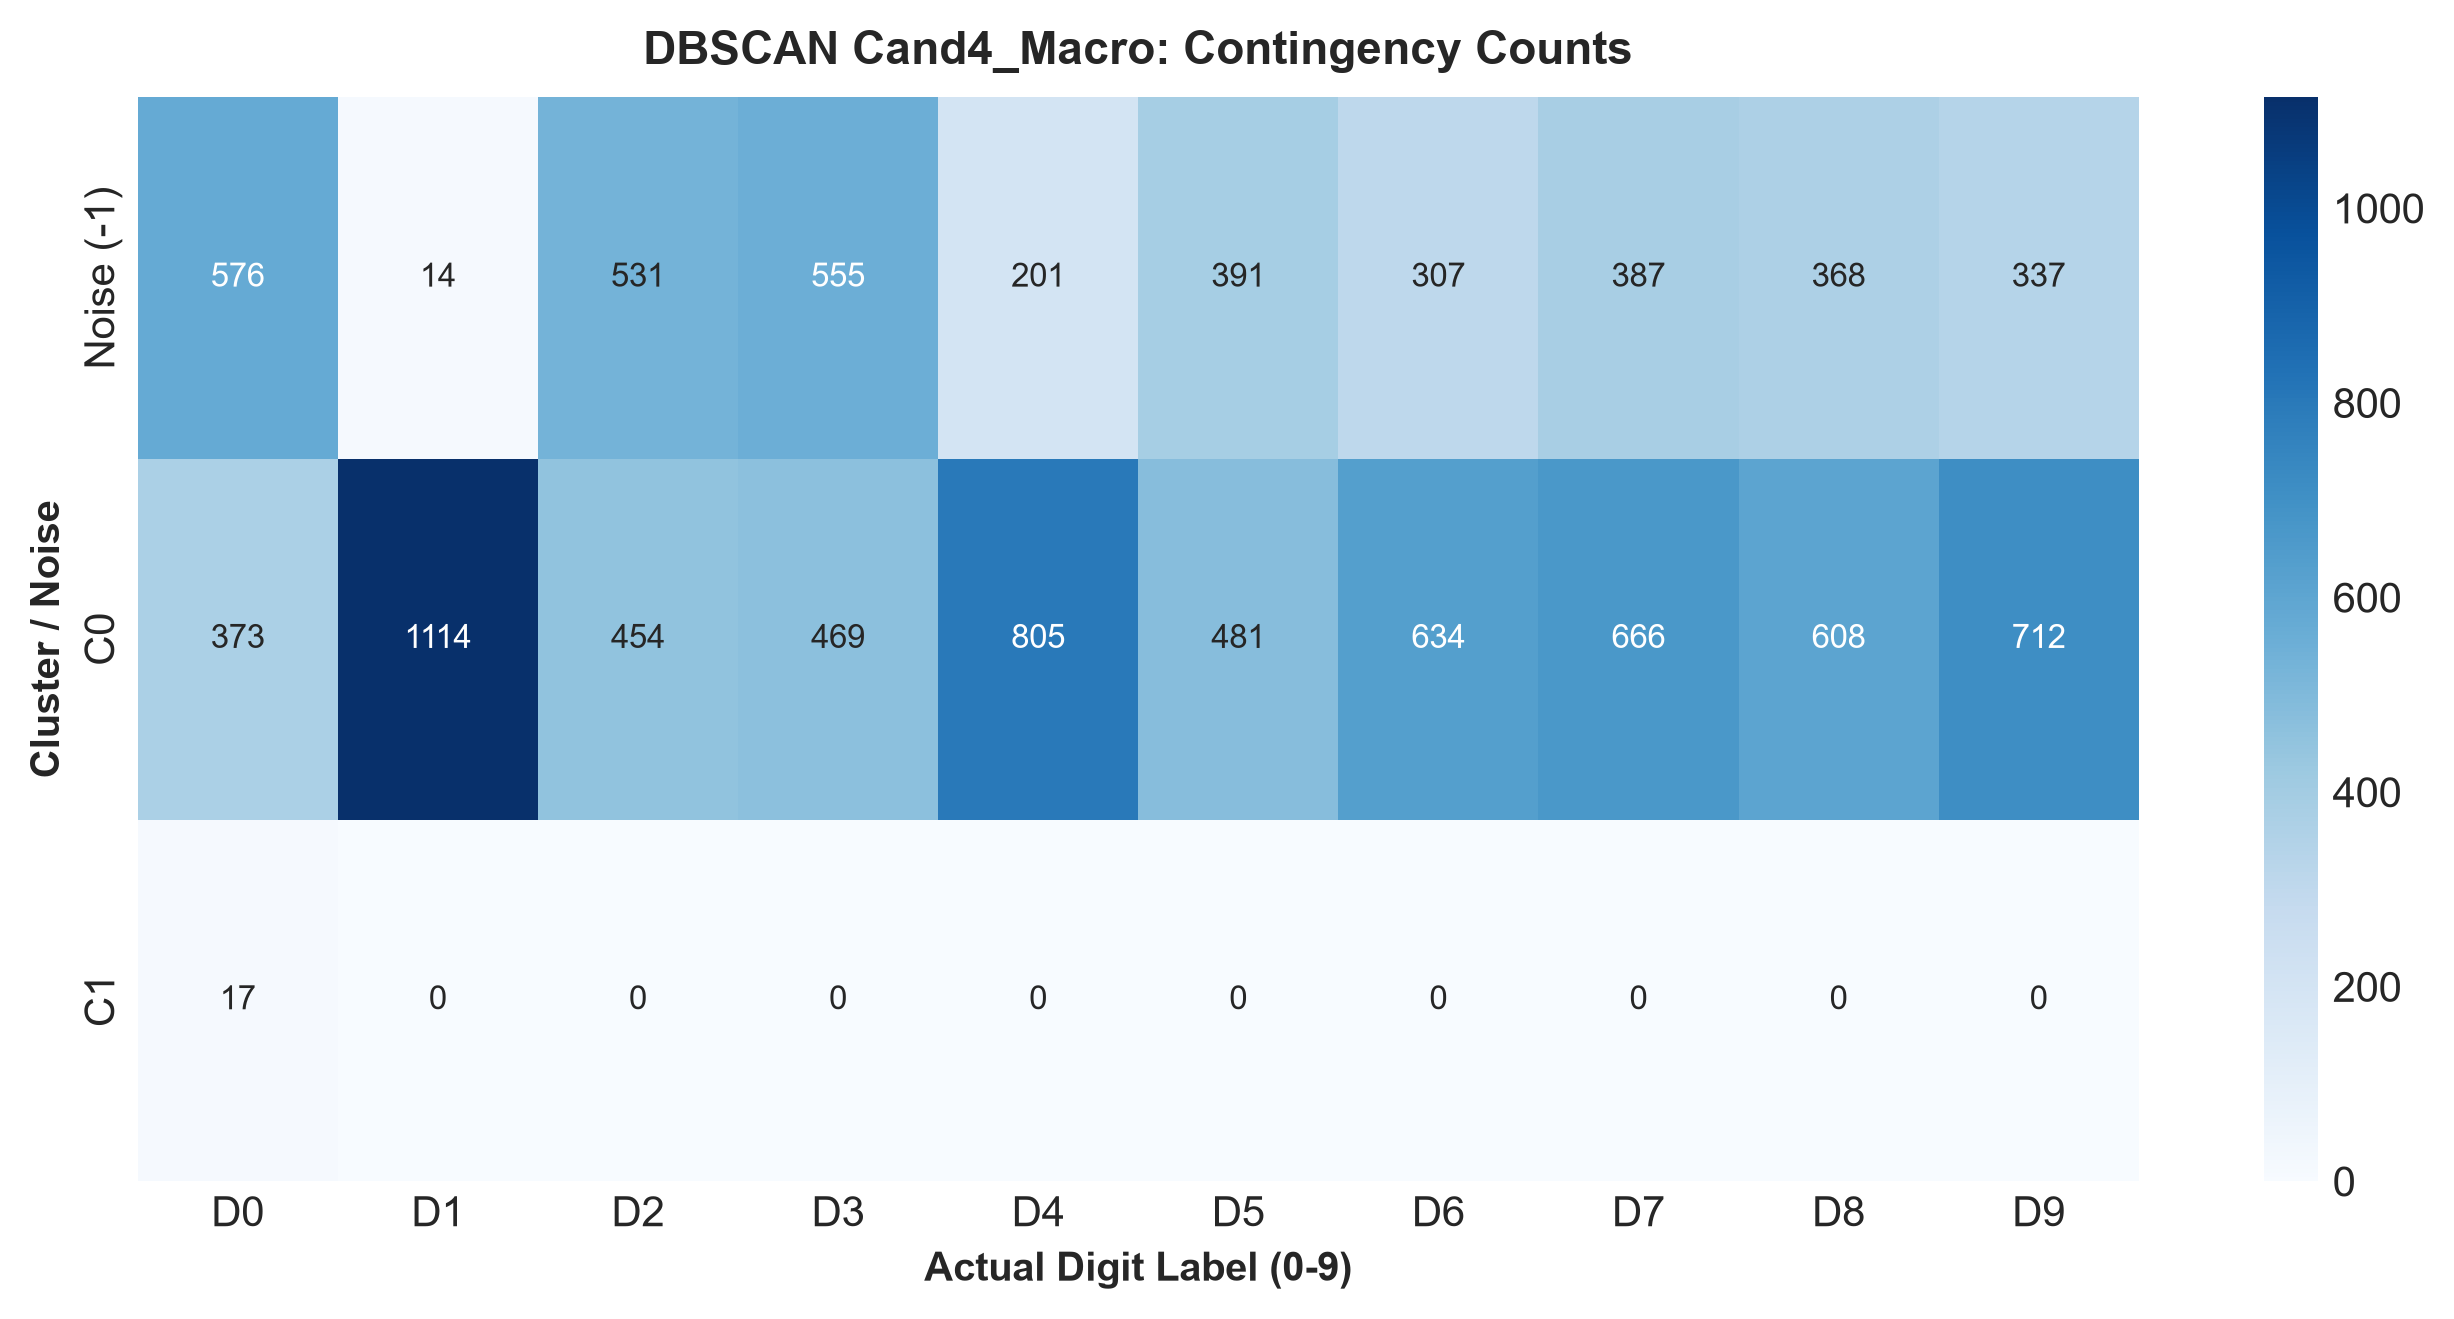 DBSCAN Cand4_Macro: Contingency Counts
Cluster / Noise
Noise (-1)
576 14 531 555 201 391 307 387 368 337
C0
373 1114 454 469 805 481 634 666 608 712
C1
17 0 0 0 0 0 0 0 0 0
D0 D1 D2 D3 D4 D5 D6 D7 D8 D9
Actual Digit Label (0-9)
1000
800
600
400
200
0